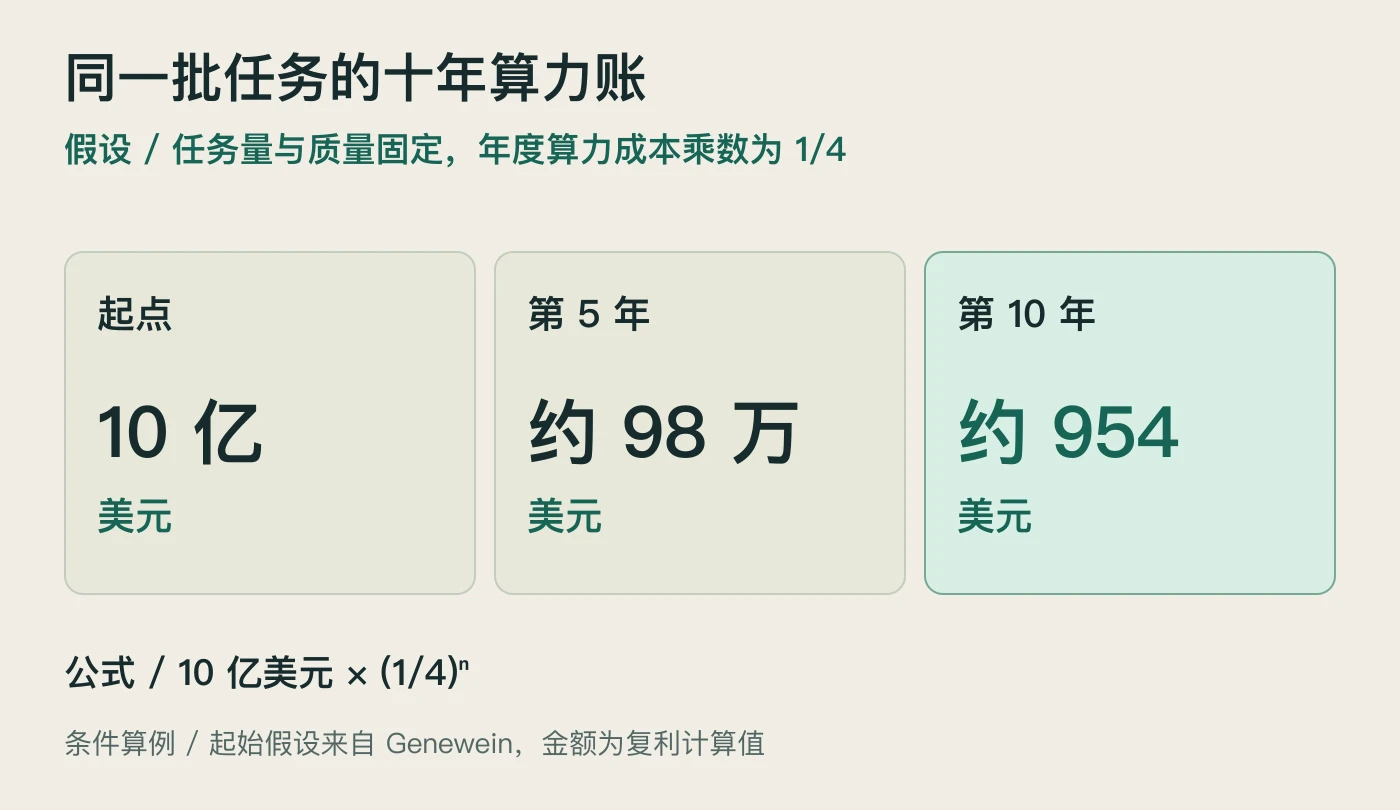 同一批任务的十年算力账
假设 / 任务量与质量固定，年度算力成本乘数为 1/4
起点
10 亿
美元
第 5 年
约 98 万
美元
第 10 年
约 954
美元
公式 / 10 亿美元 × (1/4)ⁿ
条件算例 / 起始假设来自 Genewein，金额为复利计算值